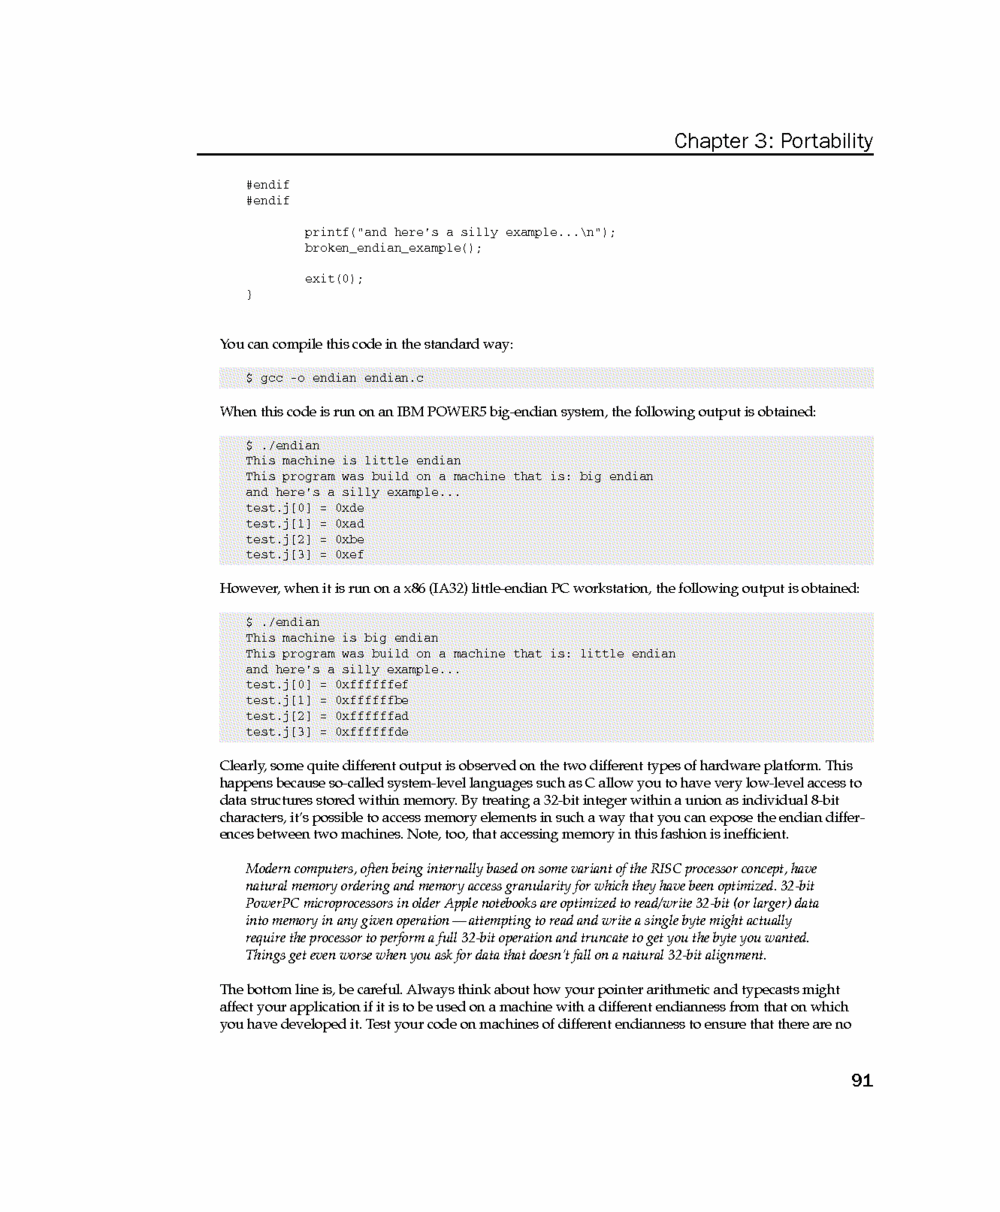 Chapter 3: Portability
#endif
#endif
printf("and here's a silly example...\n");
broken_endian_example();
exit(0);
}
You can compile this code in the standard way:
$ gcc -o endian endian.c
When this code is run on an IBM POWER5 big-endian system, the following output is obtained:
$ ./endian
This machine is little endian
This program was build on a machine that is: big endian
and here's a silly example...
test.j[0] = 0xde
test.j[1] = 0xad
test.j[2] = 0xbe
test.j[3] = 0xef
However, when it is run on a x86 (IA32) little-endian PC workstation, the following output is obtained:
$ ./endian
This machine is big endian
This program was build on a machine that is: little endian
and here's a silly example...
test.j[0] = 0xffffffef
test.j[1] = 0xffffffbe
test.j[2] = 0xffffffad
test.j[3] = 0xffffffde
Clearly, some quite different output is observed on the two different types of hardware platform. This
happens because so-called system-level languages such as C allow you to have very low-level access to
data structures stored within memory. By treating a 32-bit integer within a union as individual 8-bit
characters, it's possible to access memory elements in such a way that you can expose the endian differ-
ences between two machines. Note, too, that accessing memory in this fashion is inefficient.
Modern computers, often being internally based on some variant of the RISC processor concept, have
natural memory ordering and memory access granularity for which they have been optimized. 32-bit
PowerPC microprocessors in older Apple notebooks are optimized to read/write 32-bit (or larger) data
into memory in any given operation — attempting to read and write a single byte might actually
require the processor to perform a full 32-bit operation and truncate to get you the byte you wanted.
Things get even worse when you ask for data that doesn't fall on a natural 32-bit alignment.
The bottom line is, be careful. Always think about how your pointer arithmetic and typecasts might
affect your application if it is to be used on a machine with a different endianness from that on which
you have developed it. Test your code on machines of different endianness to ensure that there are no
91